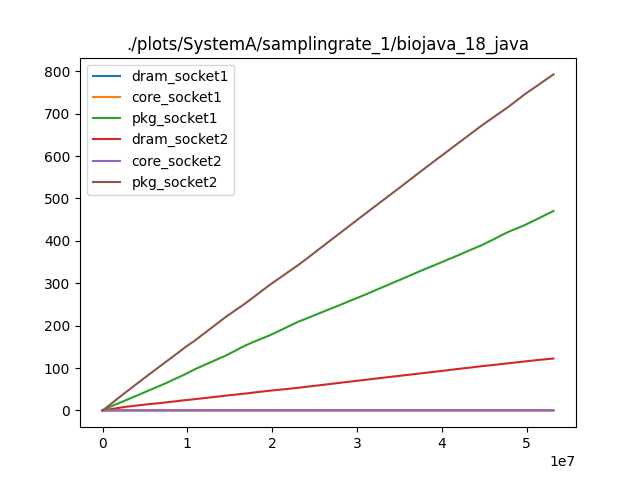 ./plots/SystemA/samplingrate_1/biojava_18_java
dram_socket1
core_socket1
pkg_socket1
dram_socket2
core_socket2
pkg_socket2
800
700
600
500
400
300
200
100
0
0 1 2 3 4 5
1e7